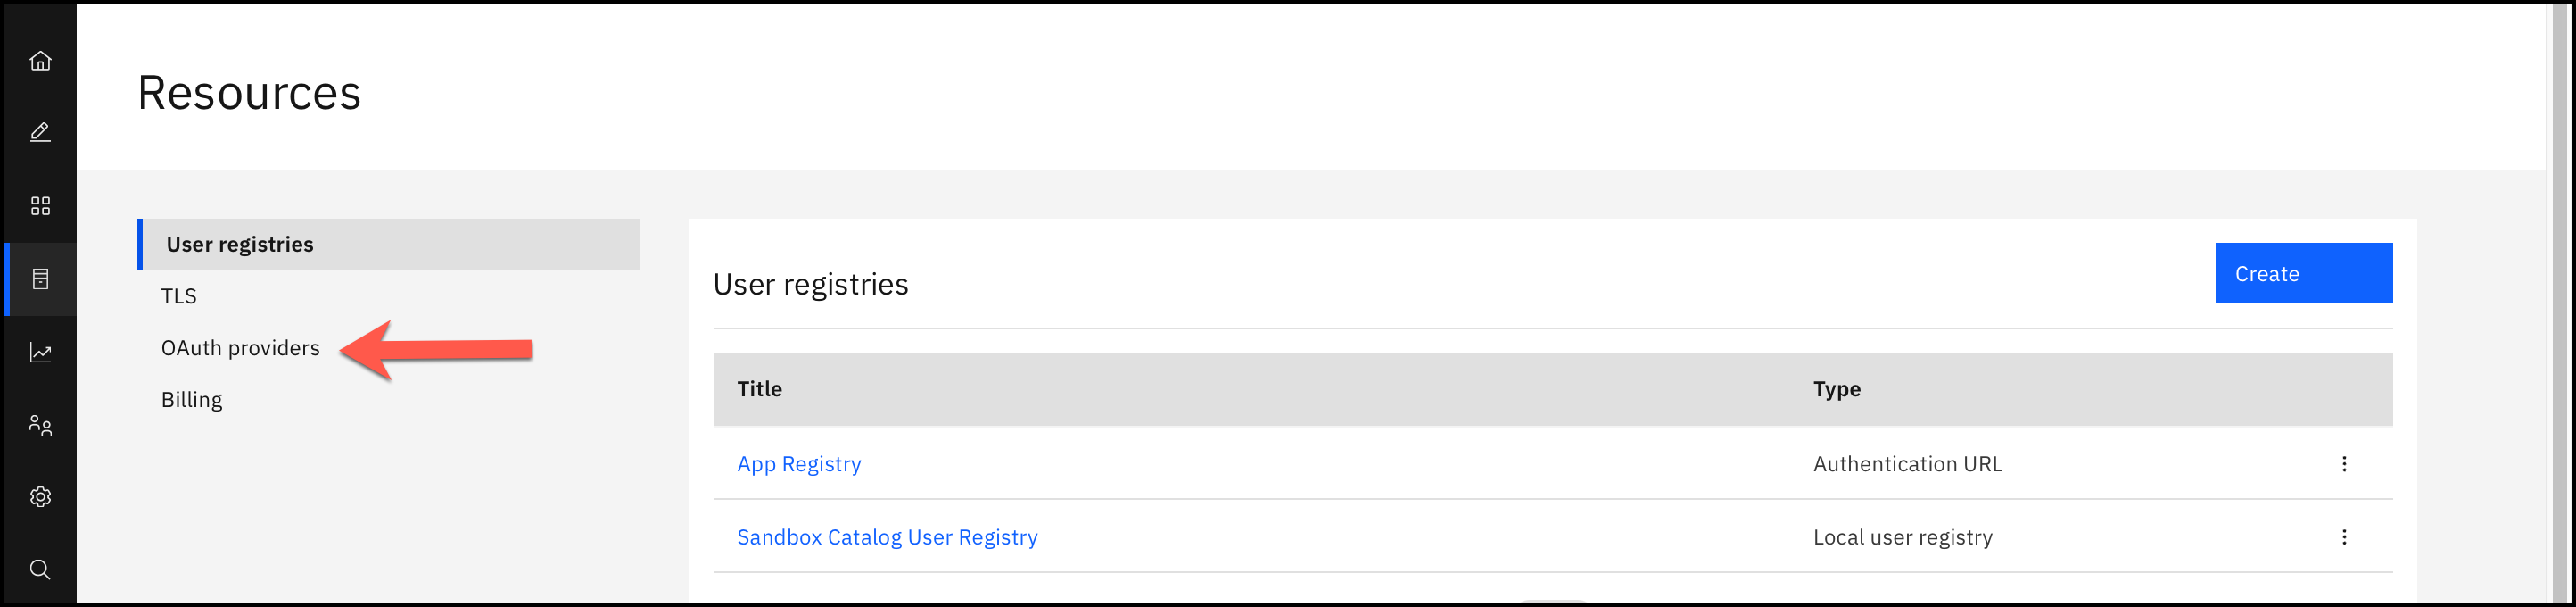 Resources
User registries
TLS
OAuth providers
Billing
User registries
Create
Title Type
App Registry Authentication URL
Sandbox Catalog User Registry Local user registry